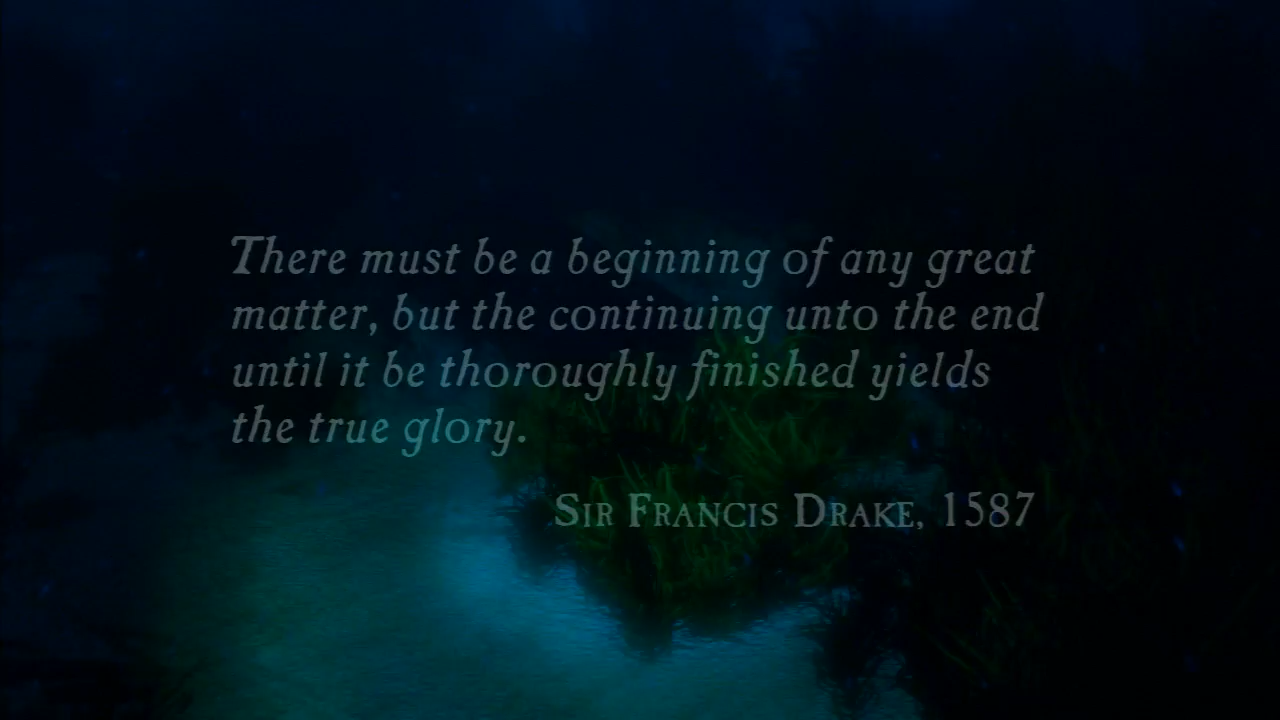 There must be a beginning of any great
matter, but the continuing unto the end
until it be thoroughly finished yields
the true glory.
Sir Francis Drake, 1587